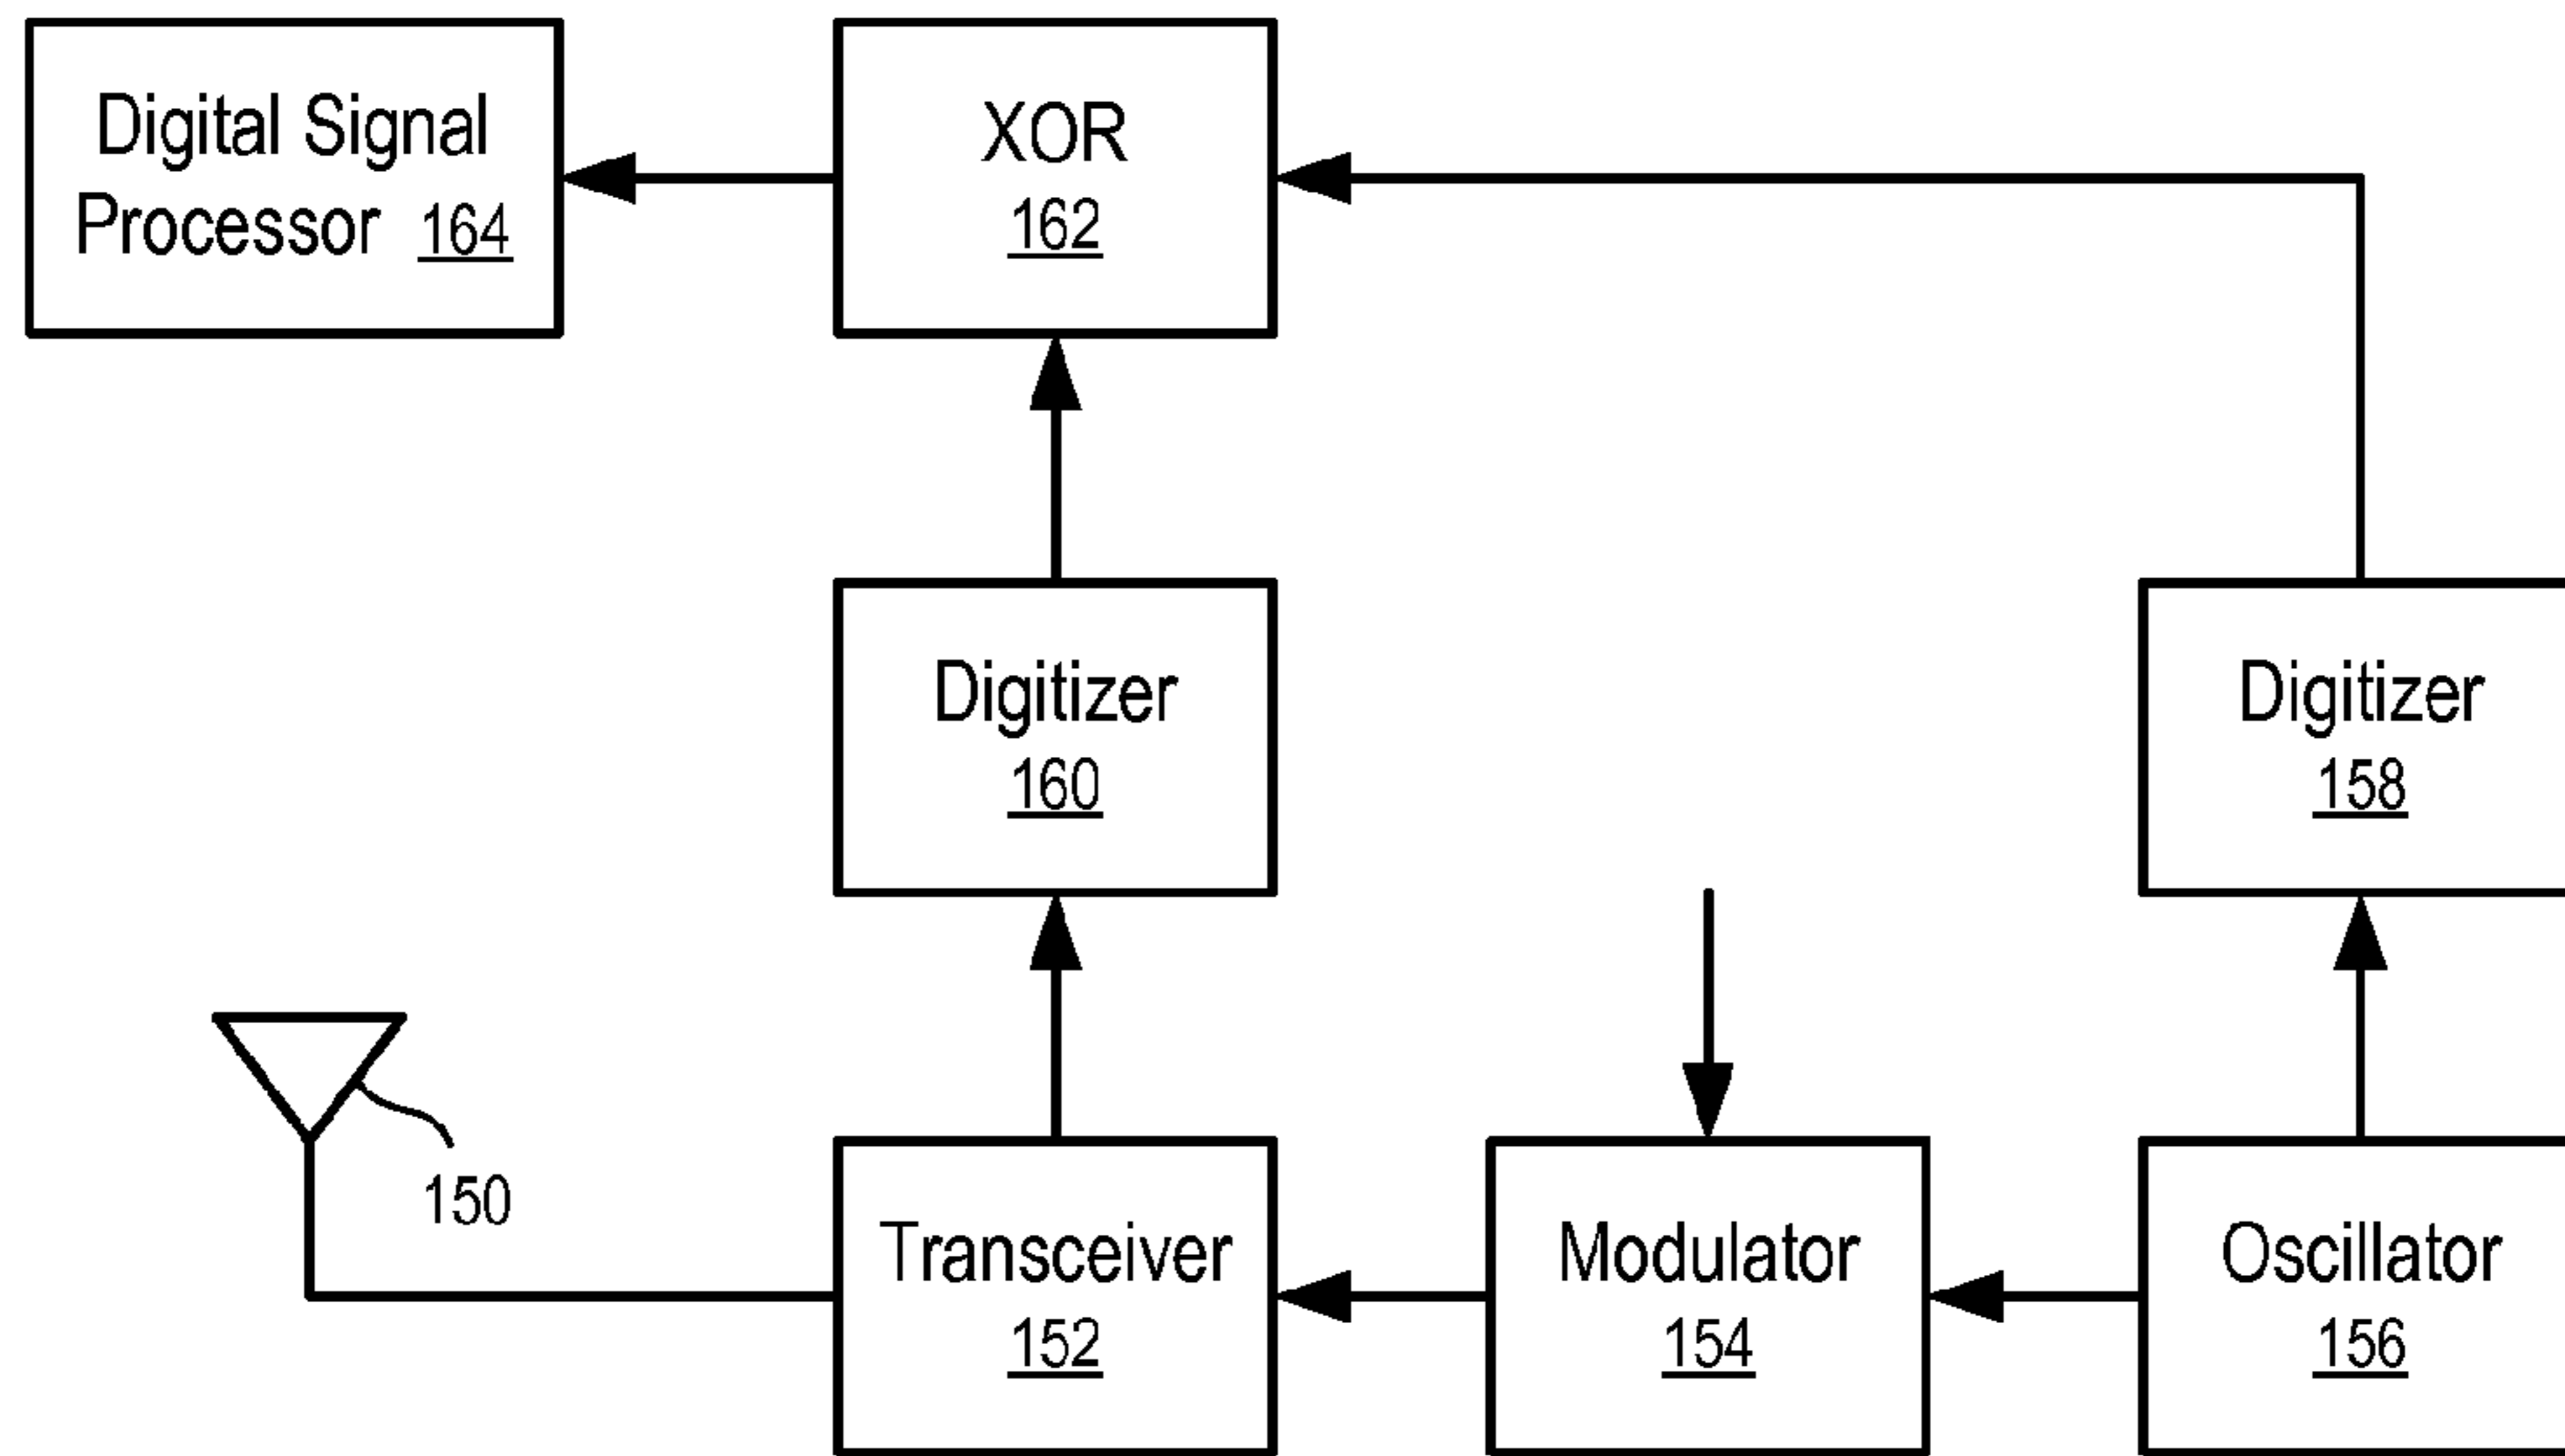 Digital Signal
Processor 164
XOR
162
Digitizer
160
Digitizer
158
150
Transceiver
152
Modulator
154
Oscillator
156